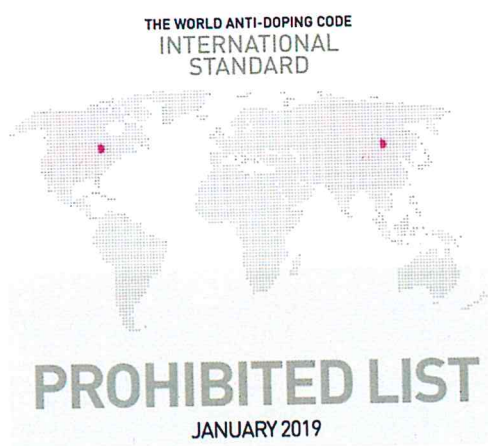 THE WORLD ANTI-DOPING CODE
INTERNATIONAL
STANDARD
PROHIBITED LIST
JANUARY 2019